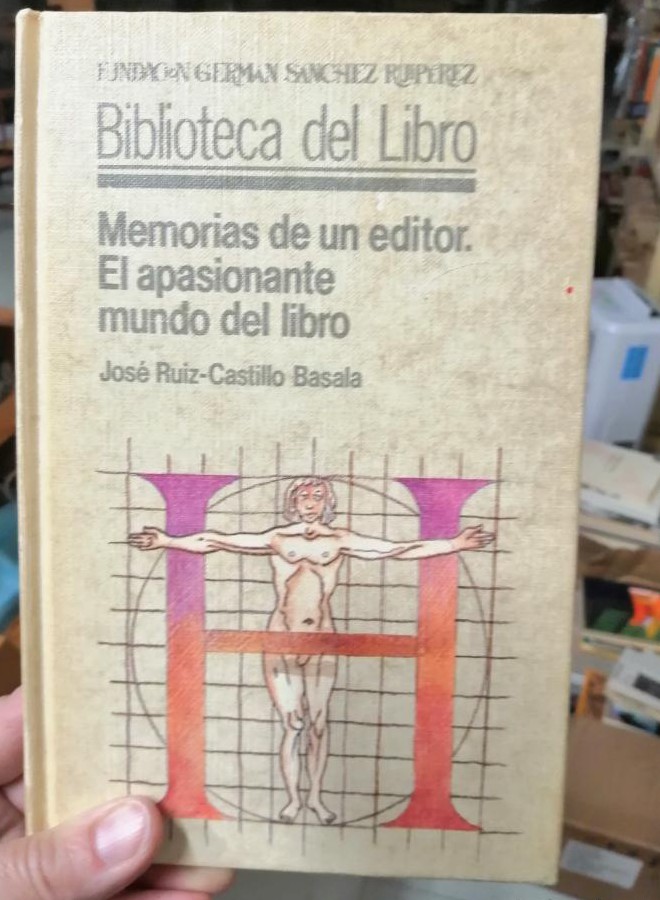 FUNDACION GERMAN SANCHEZ RUIPEREZ
Biblioteca del Libro
Memorias de un editor.
El apasionante
mundo del libro
José Ruiz-Castillo Basala
H